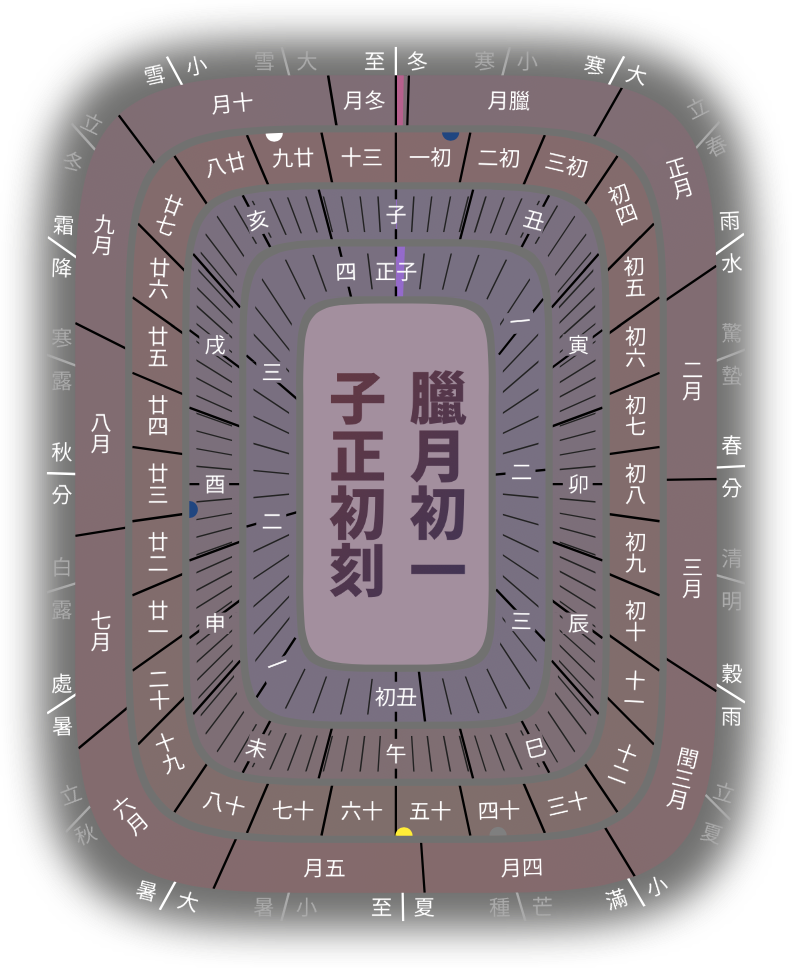 臘月初一
子正初刻
冬至
小寒
大寒
立春
雨水
驚蟄
春分
清明
穀雨
立夏
小滿
芒種
夏至
小暑
大暑
立秋
處暑
白露
秋分
寒露
霜降
立冬
小雪
大雪
冬月
臘月
正月
二月
三月
閏三月
四月
五月
六月
七月
八月
九月
十月
初一
初二
初三
初四
初五
初六
初七
初八
初九
初十
十一
十二
十三
十四
十五
十六
十七
十八
十九
二十
廿一
廿二
廿三
廿四
廿五
廿六
廿七
廿八
廿九
三十
子
丑
寅
卯
辰
巳
午
未
申
酉
戌
亥
子正
一
二
三
丑初
一
二
三
四